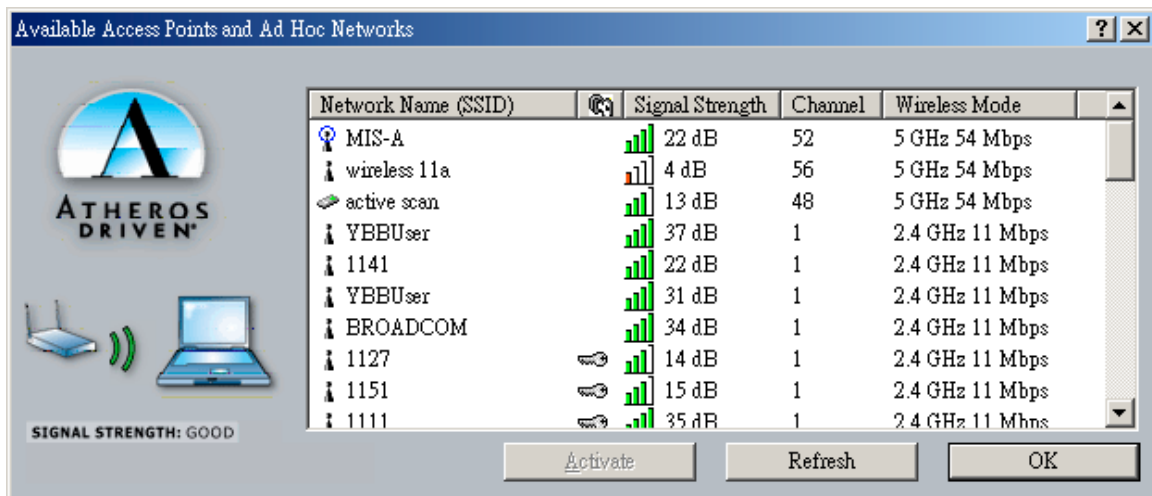 Available Access Points and Ad Hoc Networks
ATHEROS
DRIVEN
SIGNAL STRENGTH: GOOD
Network Name (SSID) Signal Strength Channel Wireless Mode
MIS-A 22 dB 52 5 GHz 54 Mbps
wireless 11a 4 dB 56 5 GHz 54 Mbps
active scan 13 dB 48 5 GHz 54 Mbps
YBBUser 37 dB 1 2.4 GHz 11 Mbps
1141 22 dB 1 2.4 GHz 11 Mbps
YBBUser 31 dB 1 2.4 GHz 11 Mbps
BROADCOM 34 dB 1 2.4 GHz 11 Mbps
1127 14 dB 1 2.4 GHz 11 Mbps
1151 15 dB 1 2.4 GHz 11 Mbps
1111 35 dB 1 2.4 GHz 11 Mbps
Activate Refresh OK